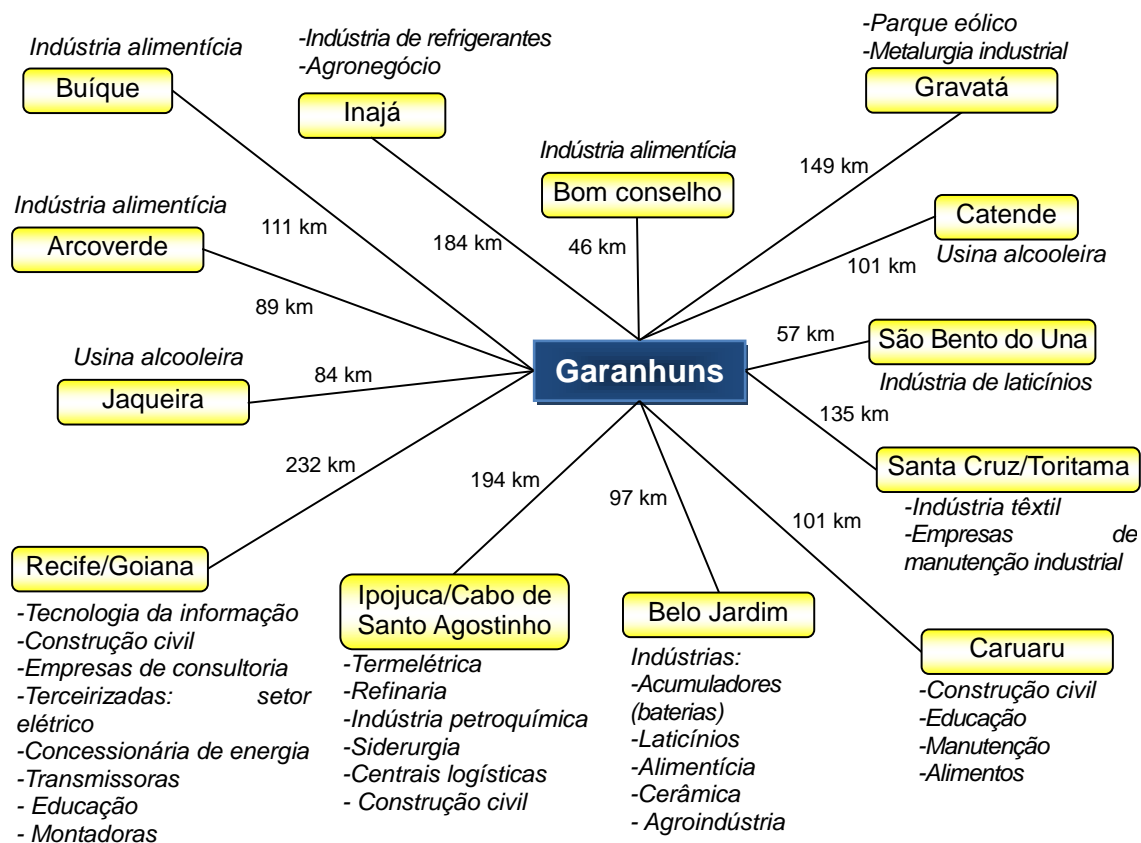 Indústria alimentícia
Buíque
111 km
-Indústria de refrigerantes
-Agronegócio
Inajá
184 km
Indústria alimentícia
Bom conselho
46 km
-Parque eólico
-Metalurgia industrial
Gravatá
149 km
Catende
Usina alcooleira
101 km
Indústria alimentícia
Arcoverde
89 km
Usina alcooleira
Jaqueira
84 km
Garanhuns
57 km
São Bento do Una
Indústria de laticínios
135 km
Santa Cruz/Toritama
-Indústria têxtil
-Empresas de
manutenção industrial
232 km
Recife/Goiana
-Tecnologia da informação
-Construção civil
-Empresas de consultoria
-Terceirizadas: setor
elétrico
-Concessionária de energia
-Transmissoras
- Educação
- Montadoras
194 km
Ipojuca/Cabo de
Santo Agostinho
-Termelétrica
-Refinaria
-Indústria petroquímica
-Siderurgia
-Centrais logísticas
- Construção civil
97 km
Belo Jardim
Indústrias:
-Acumuladores
(baterias)
-Laticínios
-Alimentícia
-Cerâmica
- Agroindústria
101 km
Caruaru
-Construção civil
-Educação
-Manutenção
-Alimentos